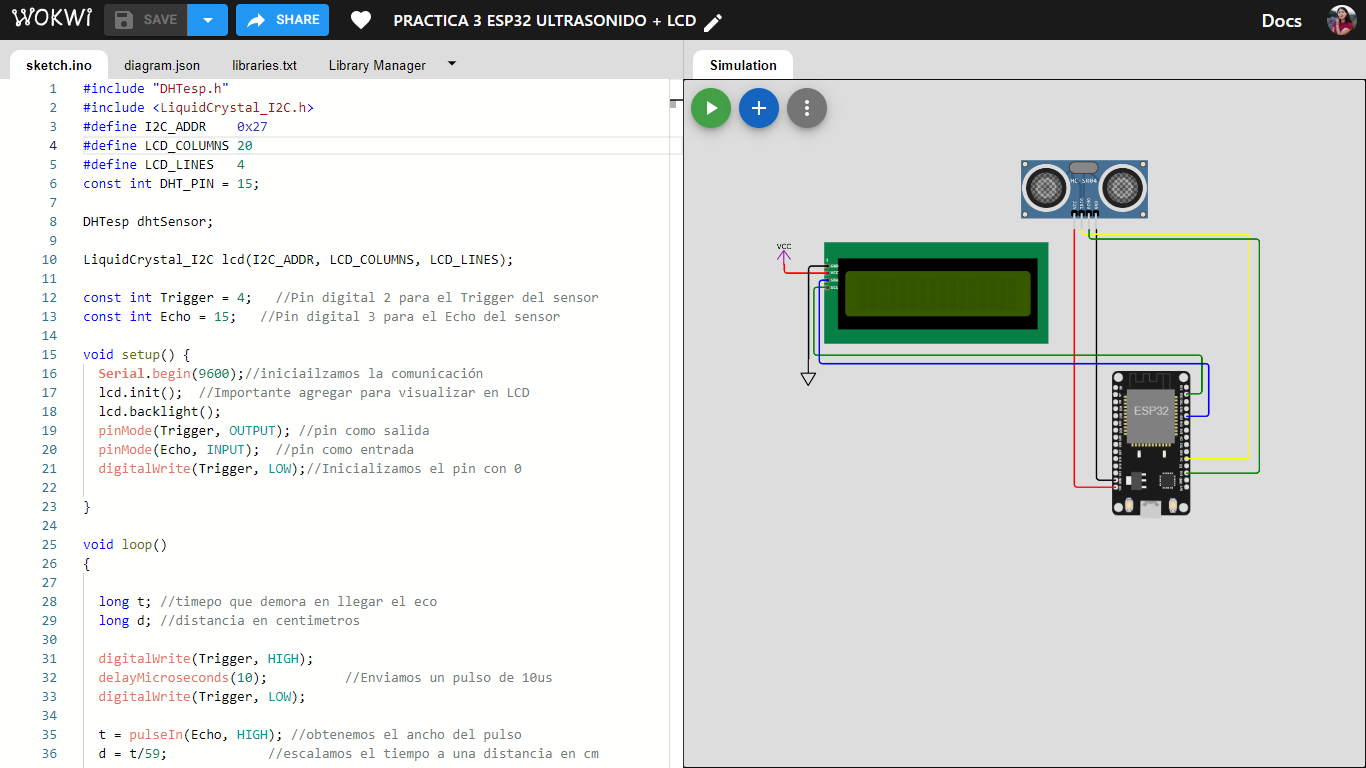 WOKWI SAVE SHARE PRACTICA 3 ESP32 ULTRASONIDO + LCD Docs
sketch.ino diagram.json libraries.txt Library Manager Simulation
1 #include "DHTesp.h"
2 #include <LiquidCrystal_I2C.h>
3 #define I2C_ADDR    0x27
4 #define LCD_COLUMNS 20
5 #define LCD_LINES   4
6 const int DHT_PIN = 15;
7
8 DHTesp dhtSensor;
9
10 LiquidCrystal_I2C lcd(I2C_ADDR, LCD_COLUMNS, LCD_LINES);
11
12 const int Trigger = 4;   //Pin digital 2 para el Trigger del sensor
13 const int Echo = 15;   //Pin digital 3 para el Echo del sensor
14
15 void setup() {
16   Serial.begin(9600);//iniciailzamos la comunicación
17   lcd.init();  //Importante agregar para visualizar en LCD
18   lcd.backlight();
19   pinMode(Trigger, OUTPUT); //pin como salida
20   pinMode(Echo, INPUT);  //pin como entrada
21   digitalWrite(Trigger, LOW);//Inicializamos el pin con 0
22
23 }
24
25 void loop()
26 {
27
28   long t; //timepo que demora en llegar el eco
29   long d; //distancia en centimetros
30
31   digitalWrite(Trigger, HIGH);
32   delayMicroseconds(10);          //Enviamos un pulso de 10us
33   digitalWrite(Trigger, LOW);
34
35   t = pulseIn(Echo, HIGH); //obtenemos el ancho del pulso
36   d = t/59;             //escalamos el tiempo a una distancia en cm
HC-SR04
VCC
GND
VCC
SDA
SCL
ESP32